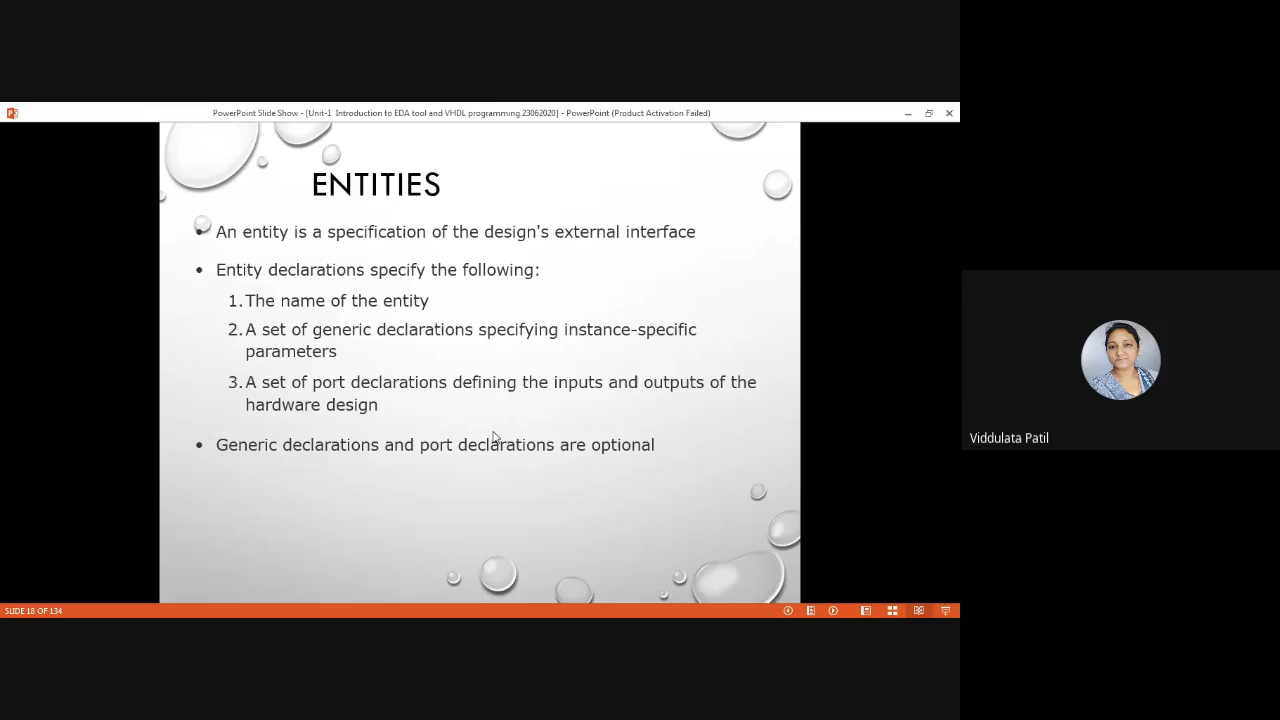 PowerPoint Slide Show - [Unit-1 Introduction to EDA tool and VHDL programming 23062020] - PowerPoint (Product Activation Failed)
ENTITIES
• An entity is a specification of the design's external interface
• Entity declarations specify the following:
1. The name of the entity
2. A set of generic declarations specifying instance-specific
parameters
3. A set of port declarations defining the inputs and outputs of the
hardware design
• Generic declarations and port declarations are optional
Viddulata Patil
SLIDE 18 OF 134